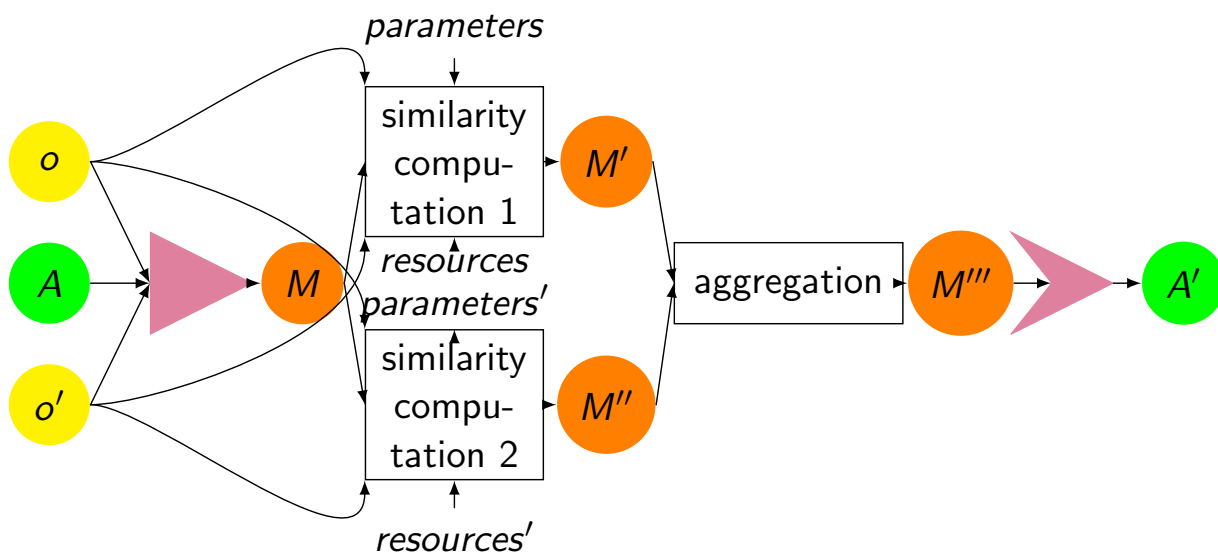 parameters
similarity
compu-
tation 1
resources
parameters'
similarity
compu-
tation 2
resources'
o
A
o'
M
M'
M''
aggregation
M'''
A'